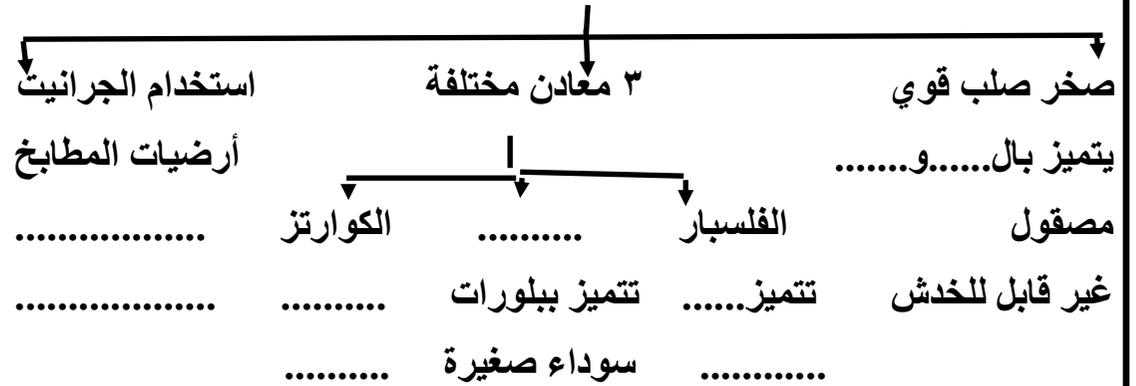 صخر صلب قوي ٣ معادن مختلفة استخدام الجرانيت
يتميز بال......و....... أرضيات المطابخ
مصقول الفلسبار .......... الكوارتز ..................
غير قابل للخدش تتميز...... تتميز ببلورات .......... ...................
............ سوداء صغيرة ..........